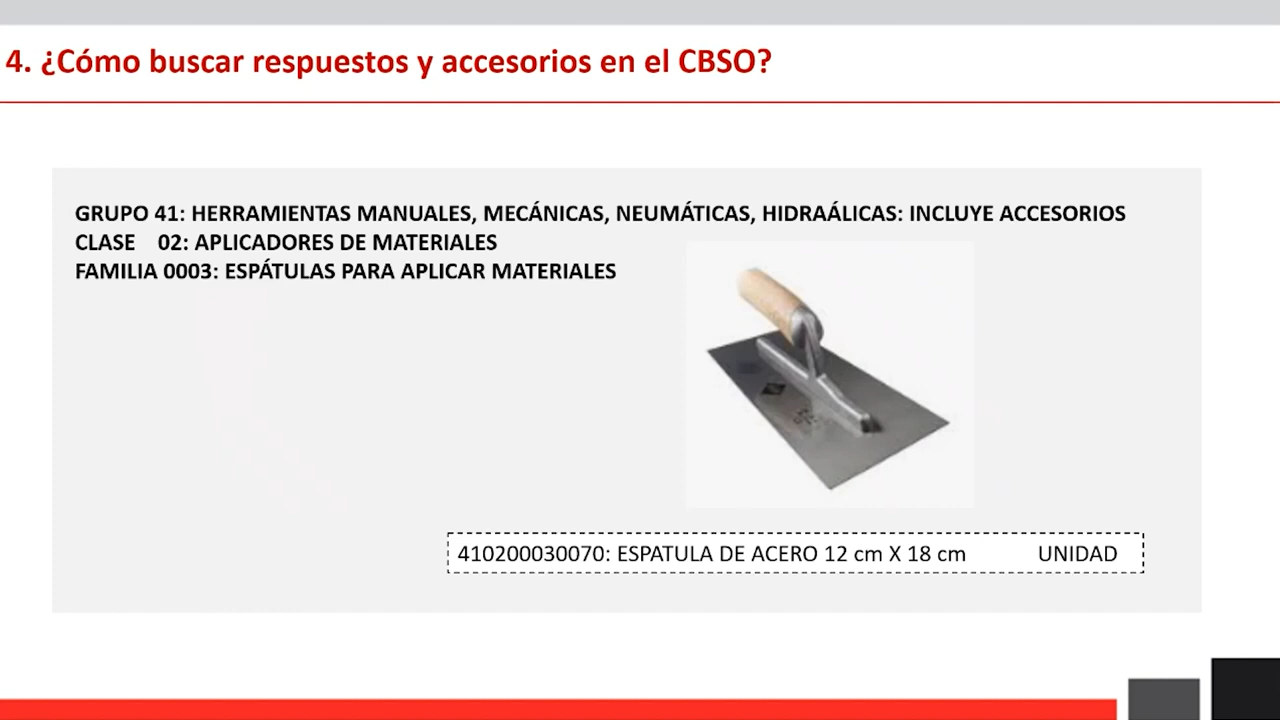 4. ¿Cómo buscar respuestos y accesorios en el CBSO?
GRUPO 41: HERRAMIENTAS MANUALES, MECÁNICAS, NEUMÁTICAS, HIDRAÁLICAS: INCLUYE ACCESORIOS
CLASE 02: APLICADORES DE MATERIALES
FAMILIA 0003: ESPÁTULAS PARA APLICAR MATERIALES
410200030070: ESPATULA DE ACERO 12 cm X 18 cm UNIDAD